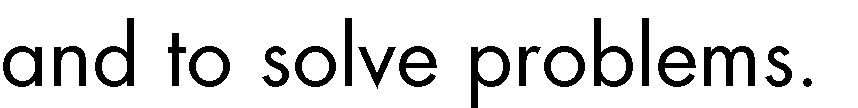 and to solve problems.